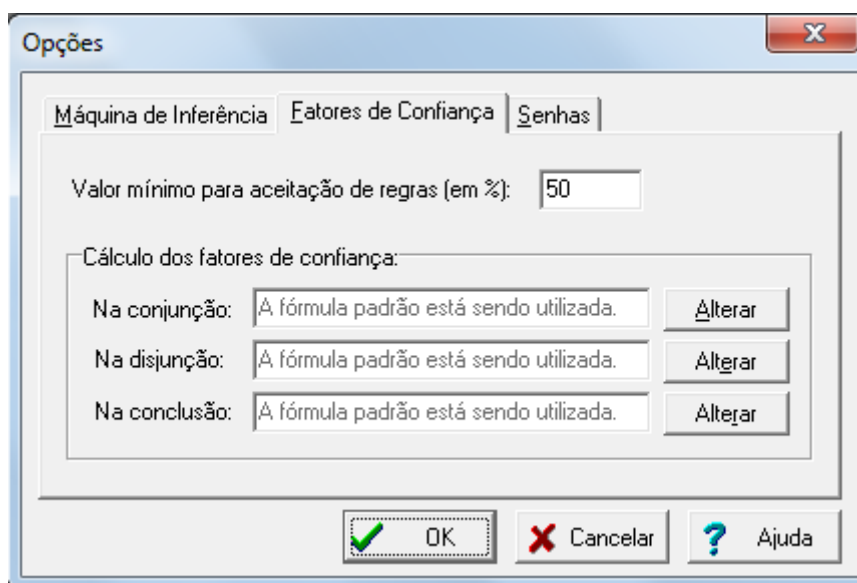 Opções
Máquina de Inferência Fatores de Confiança Senhas
Valor mínimo para aceitação de regras (em %): 50
Cálculo dos fatores de confiança:
Na conjunção: A fórmula padrão está sendo utilizada. Alterar
Na disjunção: A fórmula padrão está sendo utilizada. Alterar
Na conclusão: A fórmula padrão está sendo utilizada. Alterar
OK Cancelar ? Ajuda